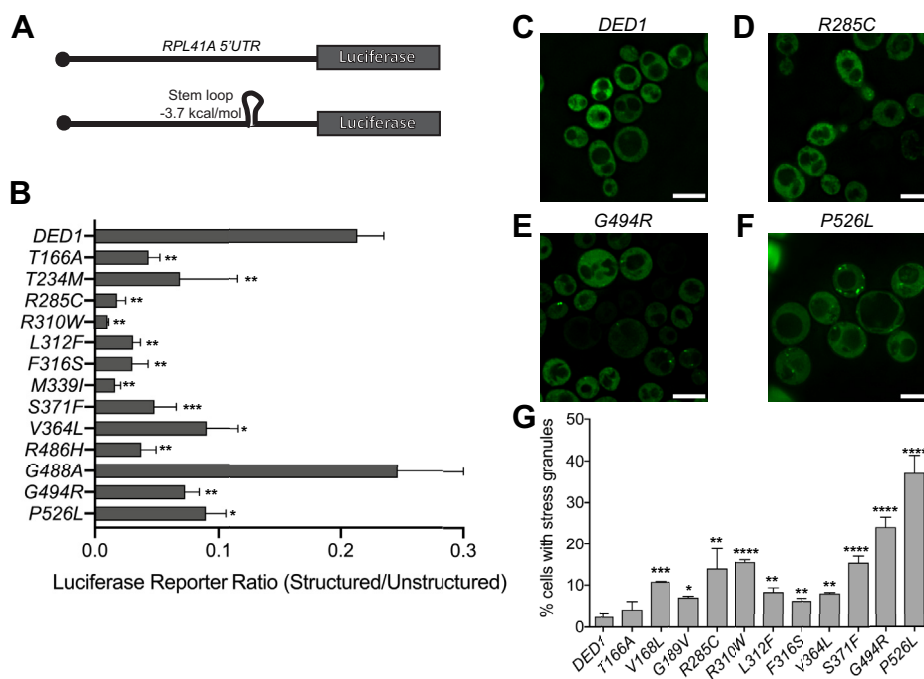 A
RPL41A 5'UTR
Luciferase
Stem loop
-3.7 kcal/mol
Luciferase
B
DED1
T166A **
T234M **
R285C **
R310W **
L312F **
F316S **
M339I **
S371F ***
V364L *
R486H **
G488A
G494R **
P526L *
0.0 0.1 0.2 0.3
Luciferase Reporter Ratio (Structured/Unstructured)
C DED1
D R285C
E G494R
F P526L
G
% cells with stress granules
50
40
30
20
10
0
*** * ** **** ** ** ** **** **** ****
DED1 T166A V168L G189V R285C R310W L312F F316S V364L S371F G494R P526L